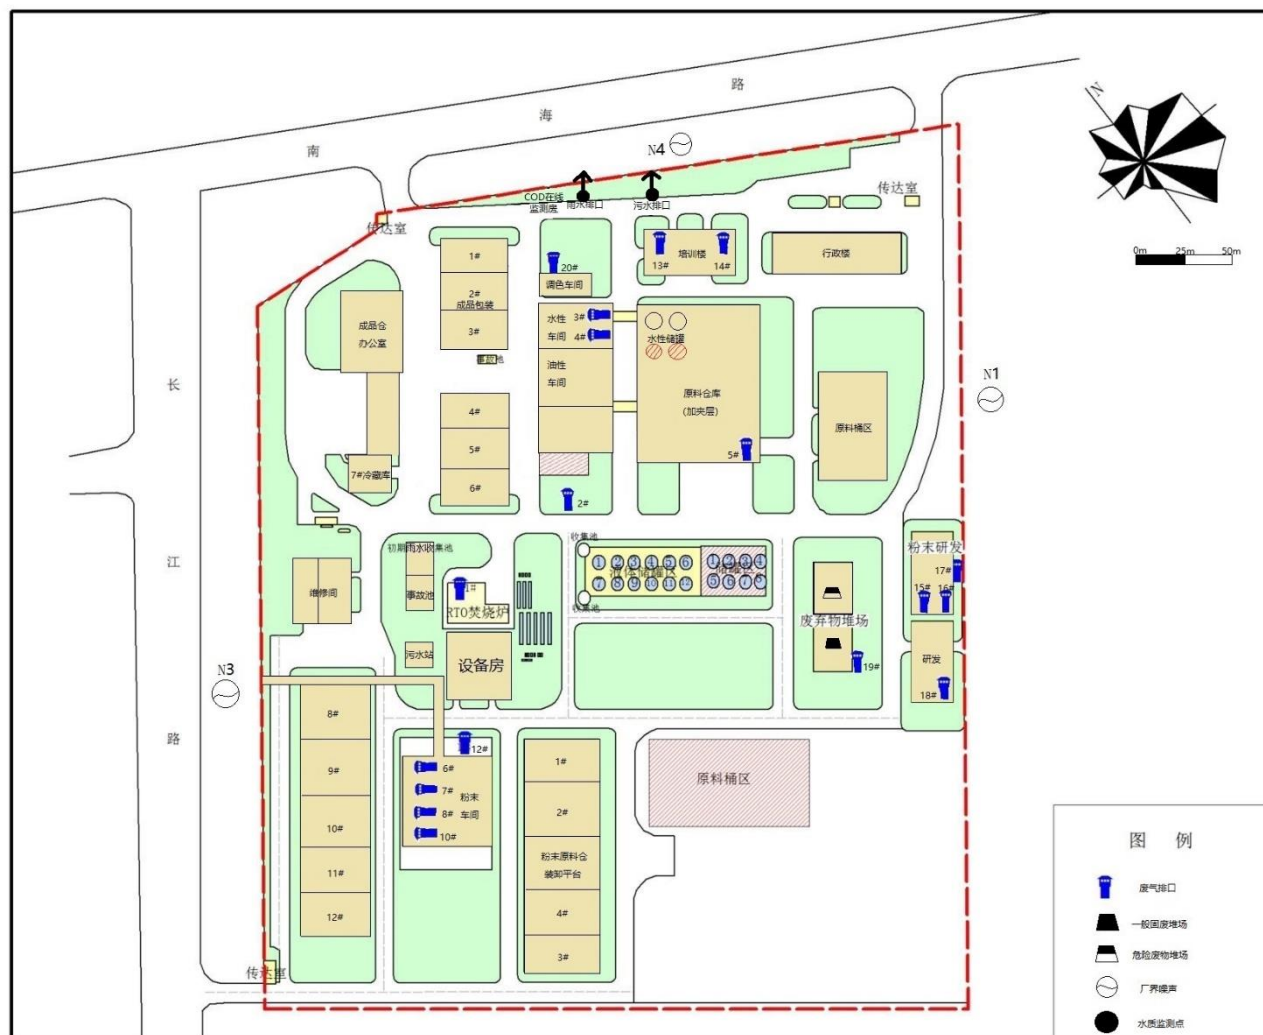 路
海
南
N4
N
COD在线
监测房
雨水排口
污水排口
传达室
传达室
0m 25m 50m
1#
2#
成品包装
3#
20#
调色车间
13#
培训楼
14#
行政楼
成品仓
办公室
水性
车间
3#
4#
水性储罐
油性
车间
长
N1
4#
5#
6#
原料仓库
(加夹层)
5#
原料桶区
7#冷藏库
2#
收集池
初期雨水收集池
粉末研发
17#
15#
16#
① ② ③ ④ ⑤ ⑥
液体储罐区
⑦ ⑧ ⑨ ⑩ ⑪ ⑫
① ② ③ ④
储罐区
⑤ ⑥ ⑦ ⑧
收集池
江
维修间
事故池
1#
RTO焚烧炉
废弃物堆场
19#
污水站
设备房
研发
18#
N3
路
8#
9#
10#
11#
12#
12#
6#
7#
8#
10#
粉末
车间
1#
2#
粉末原料仓
装卸平台
4#
3#
原料桶区
传达室
图 例
废气排口
一般固废堆场
危险废物堆场
厂界噪声
水质监测点